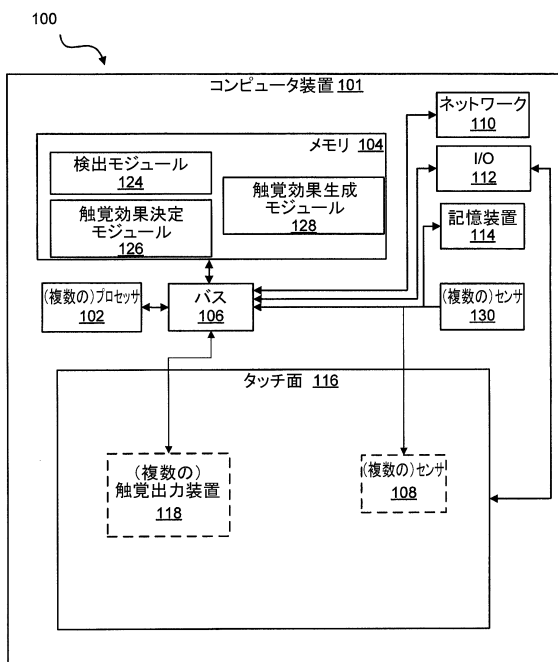 100
コンピュータ装置 101
メモリ 104
検出モジュール
124
触覚効果決定
モジュール
126
触覚効果生成
モジュール
128
ネットワーク
110
I/O
112
記憶装置
114
(複数の)プロセッサ
102
バス
106
(複数の)センサ
130
タッチ面 116
(複数の)
触覚出力装置
118
(複数の)センサ
108